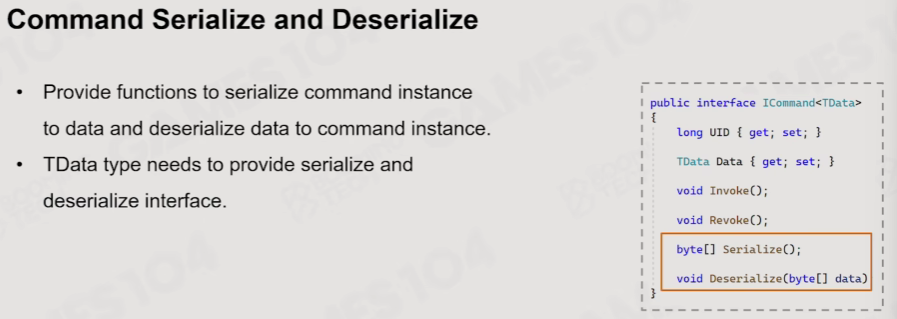 Command Serialize and Deserialize
• Provide functions to serialize command instance
to data and deserialize data to command instance.
• TData type needs to provide serialize and
deserialize interface.
public interface ICommand<TData>
{
long UID { get; set; }
TData Data { get; set; }
void Invoke();
void Revoke();
byte[] Serialize();
void Deserialize(byte[] data)
}
GAMES104